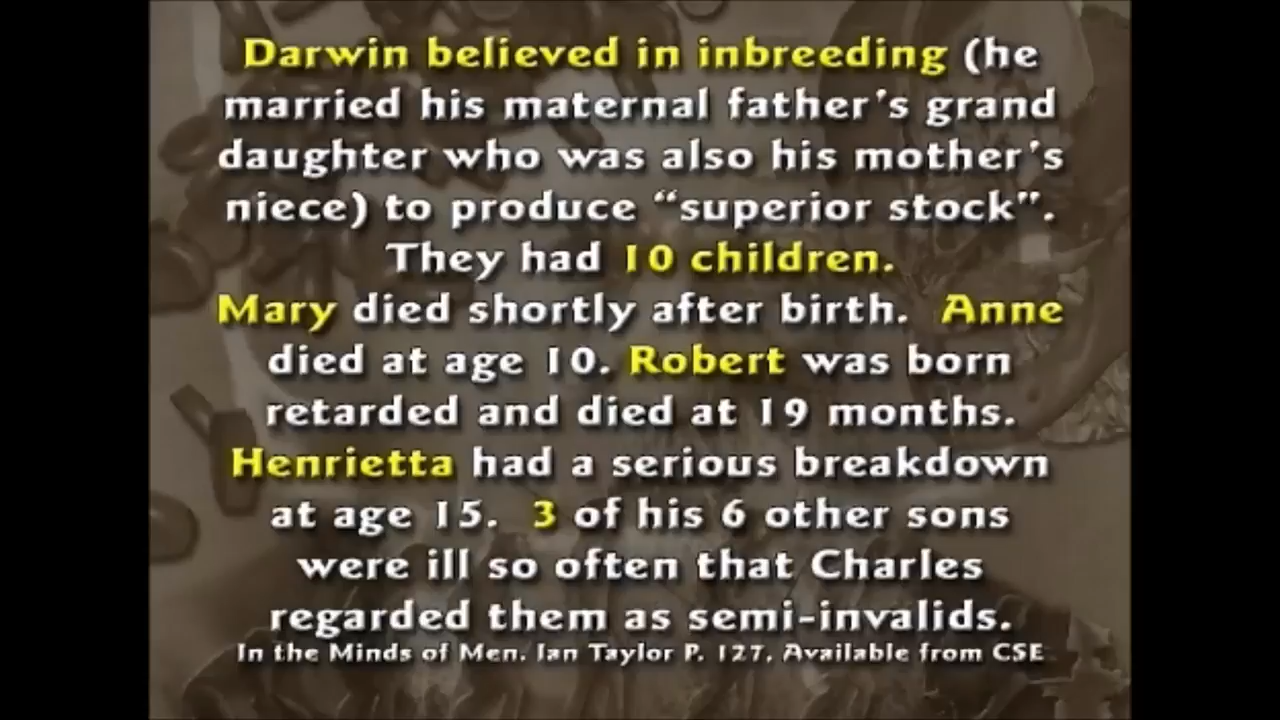 Darwin believed in inbreeding (he
married his maternal father's grand
daughter who was also his mother's
niece) to produce "superior stock".
They had 10 children.
Mary died shortly after birth. Anne
died at age 10. Robert was born
retarded and died at 19 months.
Henrietta had a serious breakdown
at age 15. 3 of his 6 other sons
were ill so often that Charles
regarded them as semi-invalids.
In the Minds of Men. Ian Taylor P. 127. Available from CSE